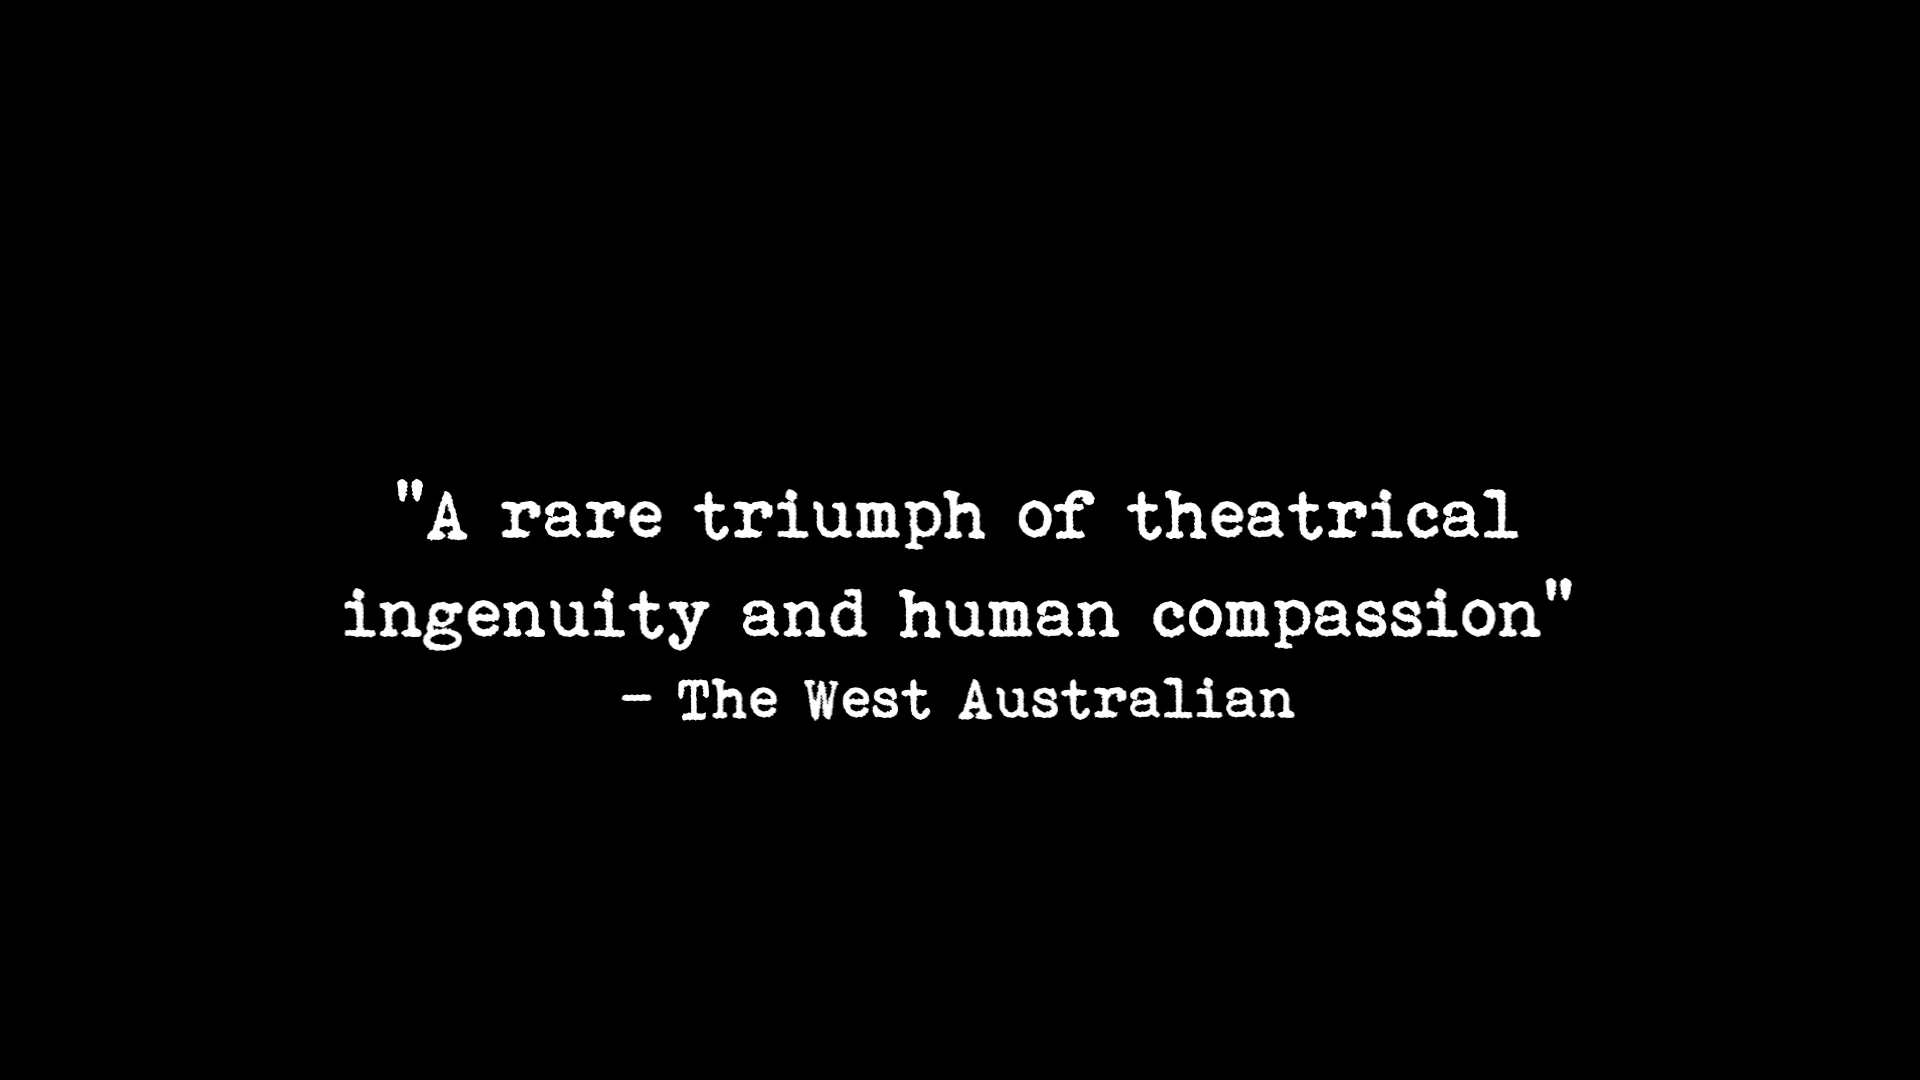 "A rare triumph of theatrical
ingenuity and human compassion"
- The West Australian